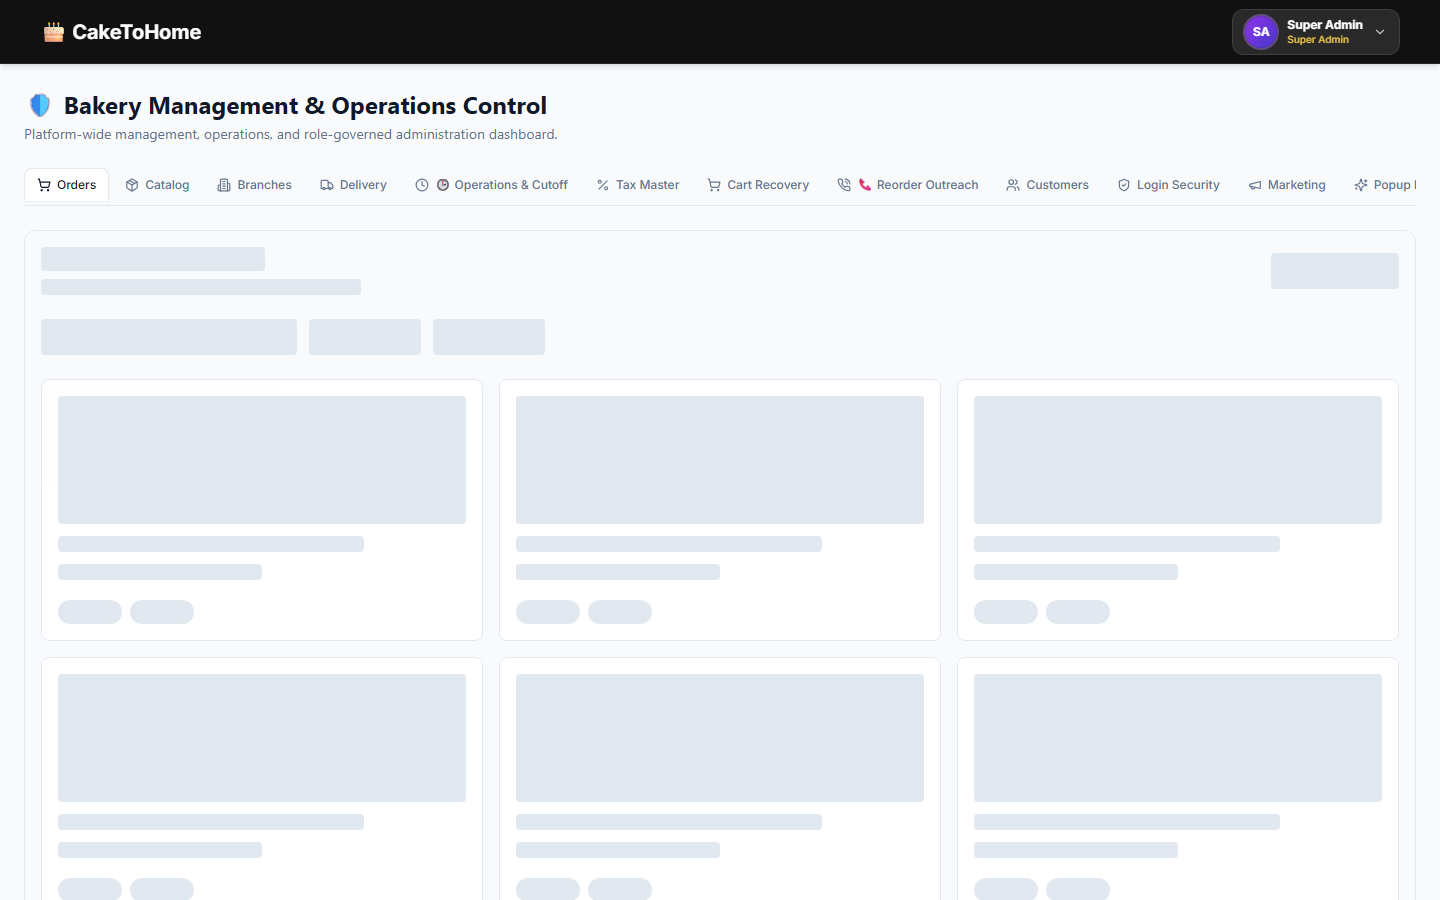 CakeToHome
SA
Super Admin
Super Admin
Bakery Management & Operations Control
Platform-wide management, operations, and role-governed administration dashboard.
Orders
Catalog
Branches
Delivery
Operations & Cutoff
Tax Master
Cart Recovery
Reorder Outreach
Customers
Login Security
Marketing
Popup